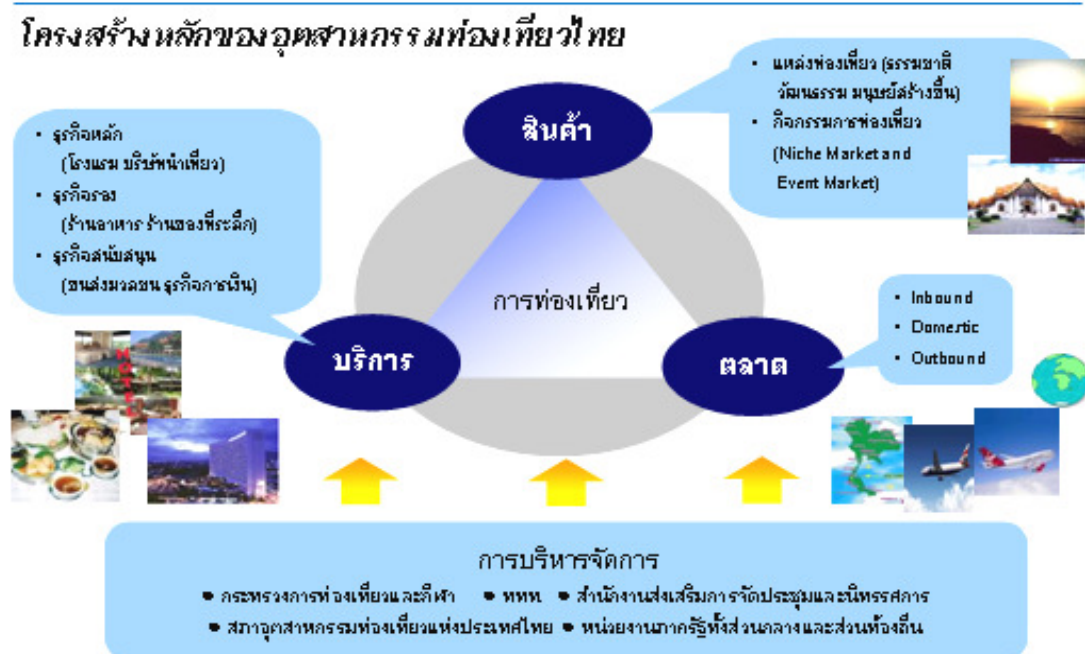 โครงสร้างหลักของอุตสาหกรรมท่องเที่ยวไทย
สินค้า
• แหล่งท่องเที่ยว (ธรรมชาติ
วัฒนธรรม มนุษย์สร้างขึ้น)
• กิจกรรมการท่องเที่ยว
(Niche Market and
Event Market)
• ธุรกิจหลัก
(โรงแรม บริษัทนำเที่ยว)
• ธุรกิจรอง
(ร้านอาหาร ร้านของที่ระลึก)
• ธุรกิจสนับสนุน
(ขนส่งมวลชน ธุรกิจการเงิน)
การท่องเที่ยว
บริการ
ตลาด
• Inbound
• Domestic
• Outbound
HOTEL
การบริหารจัดการ
• กระทรวงการท่องเที่ยวและกีฬา • ททท. • สำนักงานส่งเสริมการจัดประชุมและนิทรรศการ
• สภาอุตสาหกรรมท่องเที่ยวแห่งประเทศไทย • หน่วยงานภาครัฐทั้งส่วนกลางและส่วนท้องถิ่น